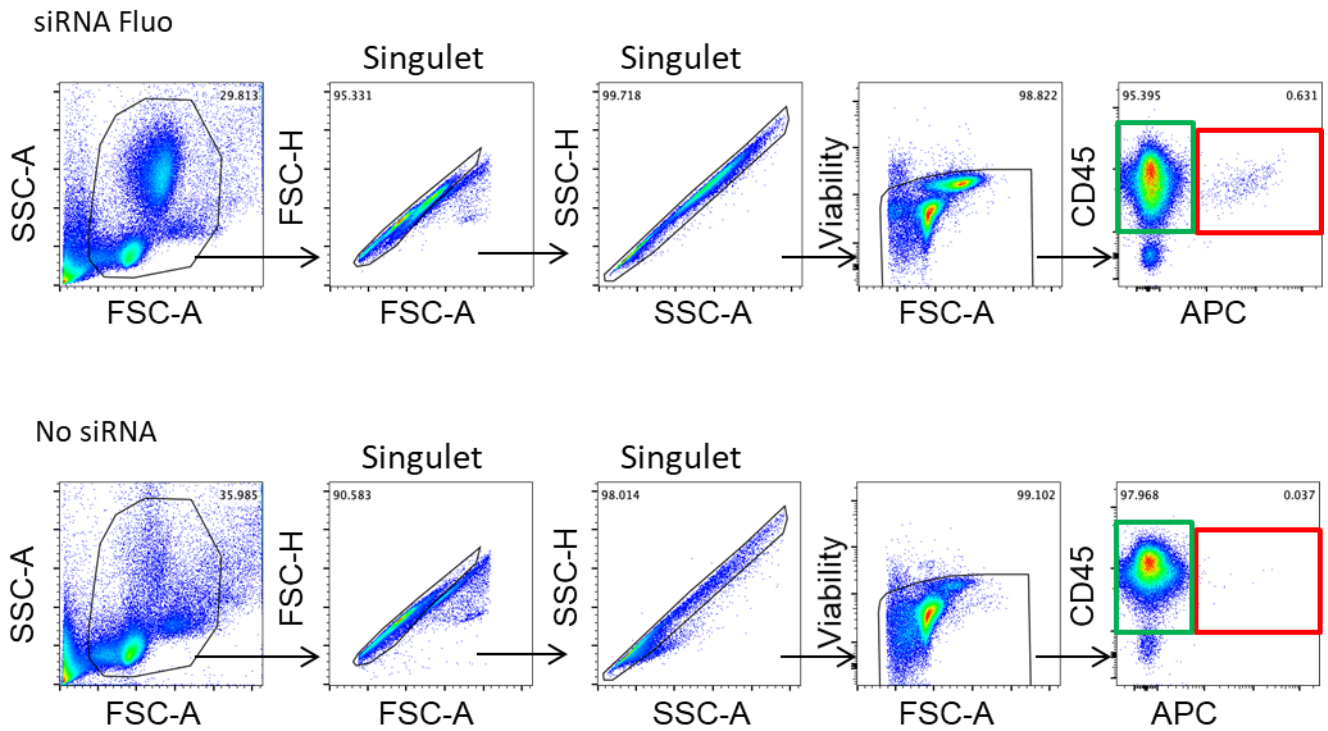 siRNA Fluo
Singulet
Singulet
29.813
95.331
99.718
98.822
95.395
0.631
SSC-A
FSC-H
SSC-H
Viability
CD45
FSC-A
FSC-A
SSC-A
FSC-A
APC
No siRNA
Singulet
Singulet
35.985
90.583
98.014
99.102
97.968
0.037
SSC-A
FSC-H
SSC-H
Viability
CD45
FSC-A
FSC-A
SSC-A
FSC-A
APC